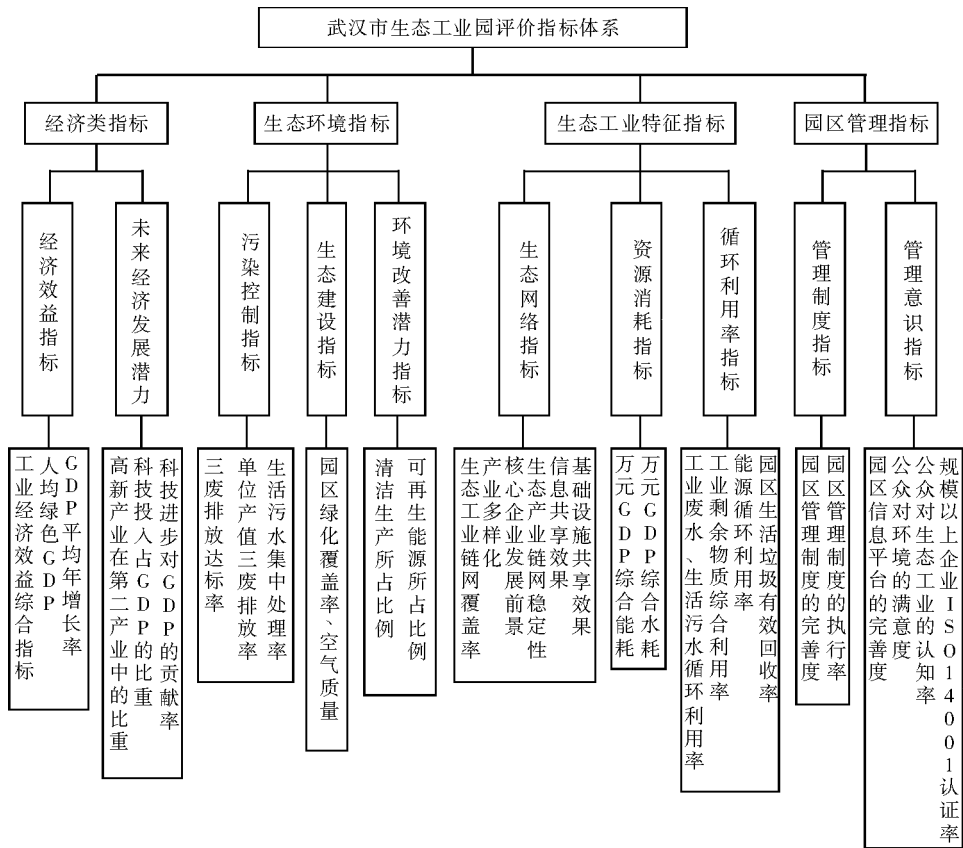 武汉市生态工业园评价指标体系
经济类指标
生态环境指标
生态工业特征指标
园区管理指标
经济效益指标
未来经济发展潜力
污染控制指标
生态建设指标
环境改善潜力指标
生态网络指标
资源消耗指标
循环利用率指标
管理制度指标
管理意识指标
GDP平均年增长率
人均绿色GDP
工业经济效益综合指标
科技进步对GDP的贡献率
科技投入占GDP的比重
高新产业在第二产业中的比重
生活污水集中处理率
单位产值三废排放率
三废排放达标率
园区绿化覆盖率、空气质量
可再生能源所占比例
清洁生产所占比例
基础设施共享效果
信息共享效果
生态产业链网稳定性
核心企业发展前景
产业多样化
生态工业链网覆盖率
万元GDP综合水耗
万元GDP综合能耗
园区生活垃圾有效回收率
能源循环利用率
工业剩余物质综合利用率
工业废水、生活污水循环利用率
园区管理制度的执行率
园区管理制度的完善度
规模以上企业ISO14001认证率
公众对生态工业的认知率
公众对环境的满意度
园区信息平台的完善度